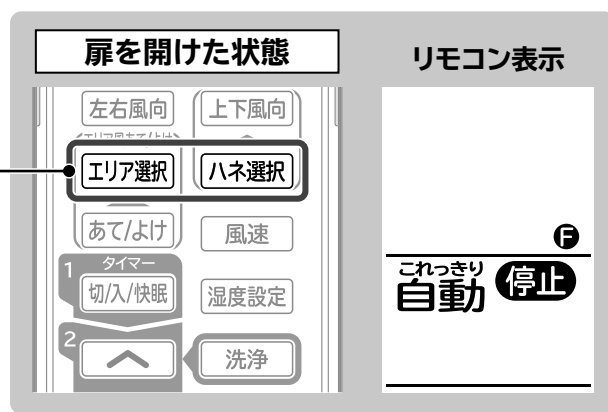 扉を開けた状態
リモコン表示
左右風向
上下風向
エリア選択
ハネ選択
あて/よけ
風速
F
これっきり
自動
停止
1
タイマー
切/入/快眠
湿度設定
2
洗浄